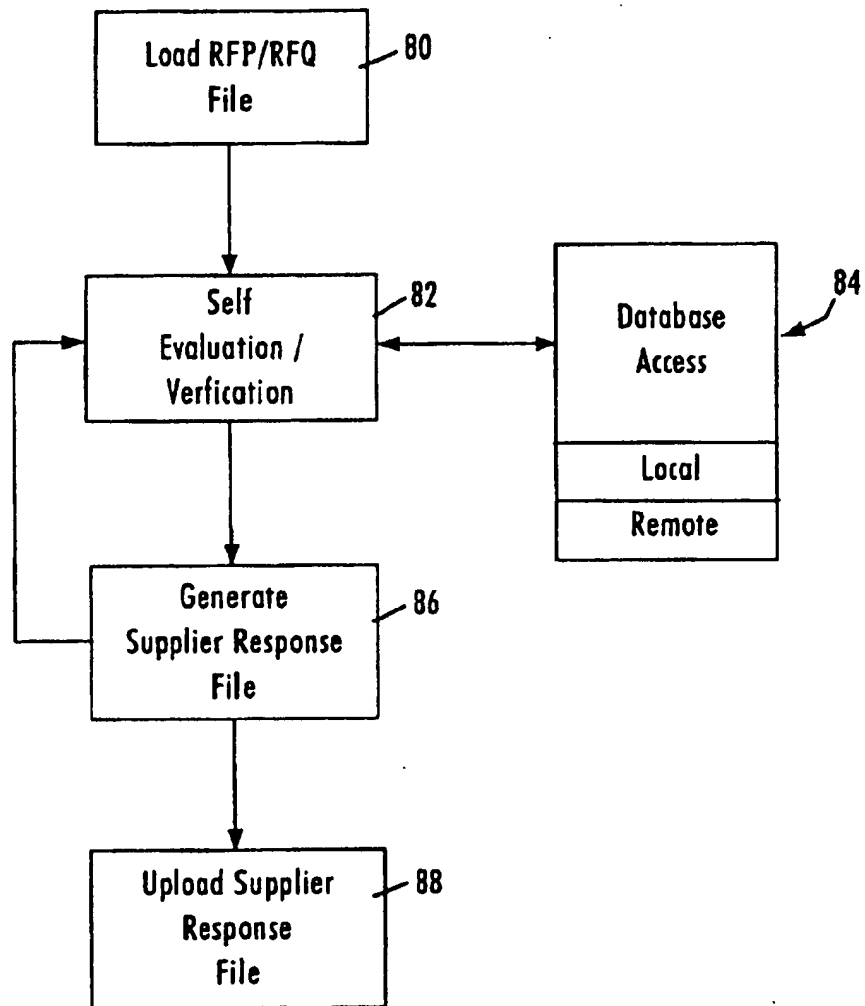 Load RFP/RFQ
File
80
Self
Evaluation /
Verfication
82
Database
Access
Local
Remote
84
Generate
Supplier Response
File
86
Upload Supplier
Response
File
88